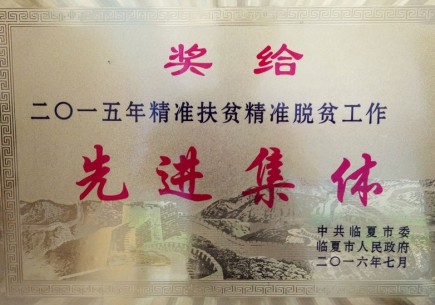 奖给
二〇一五年精准扶贫精准脱贫工作
先进集体
中共临夏市委
临夏市人民政府
二〇一六年七月